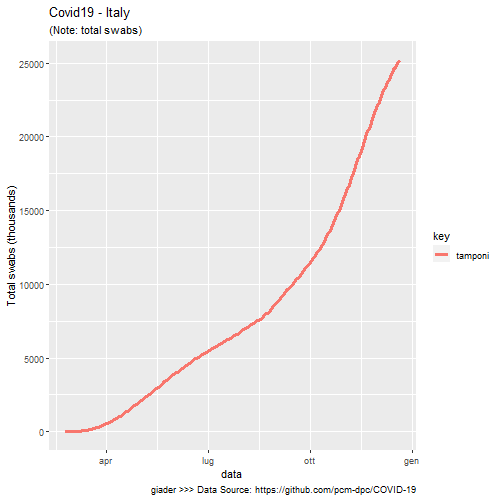 Covid19 - Italy
(Note: total swabs)
Total swabs (thousands)
25000
20000
15000
10000
5000
0
apr
lug
ott
gen
data
key
tamponi
giader >>> Data Source: https://github.com/pcm-dpc/COVID-19